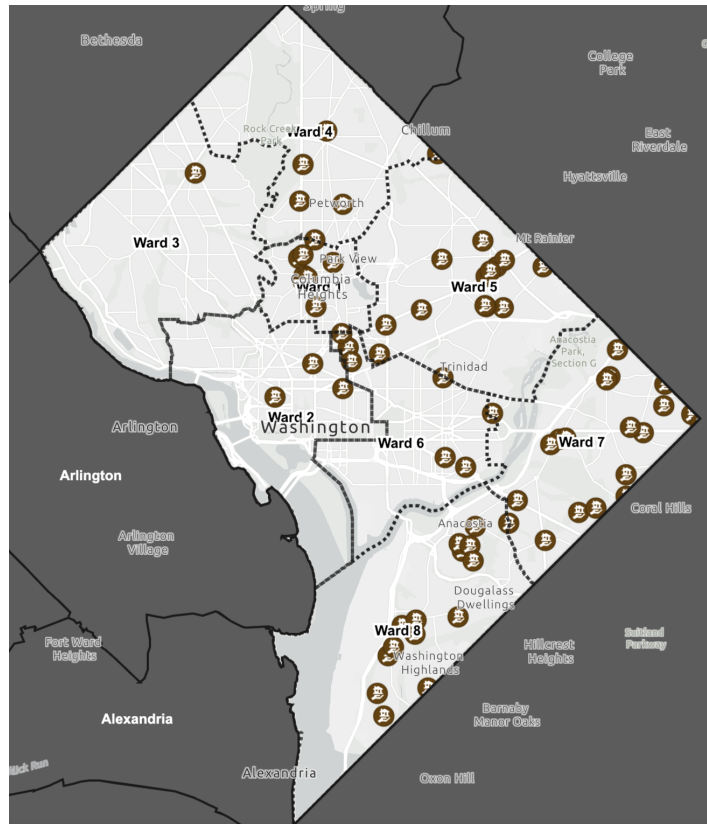 Spring
Bethesda
College
Park
Rock Creek
Park
Ward 4
Chillum
East
Riverdale
Hyattsville
Petworth
Ward 3
Mt Rainier
Park View
Columbia
Heights
Ward 1
Ward 5
Anacostia
Park,
Section G
Trinidad
Ward 2
Washington
Arlington
Ward 6
Ward 7
Arlington
Coral Hills
Anacostia
Arlington
Village
Dougalass
Dwellings
Ward 8
Fort Ward
Heights
Hillcrest
Heights
Suitland
Parkway
Washington
Highlands
Alexandria
Barnaby
Manor Oaks
Alexandria
Oxon Hill
Run